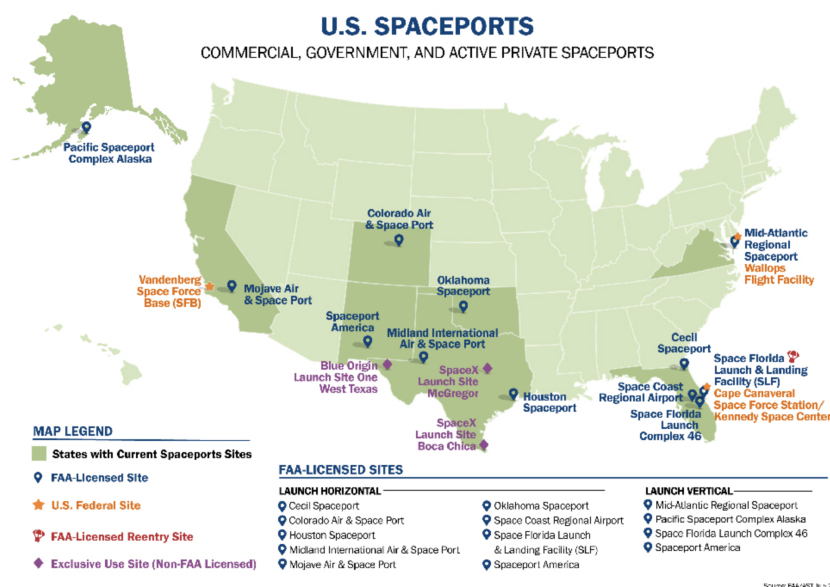 U.S. SPACEPORTS
COMMERCIAL, GOVERNMENT, AND ACTIVE PRIVATE SPACEPORTS
Pacific Spaceport
Complex Alaska
Colorado Air
& Space Port
Mid-Atlantic
Regional
Spaceport
Wallops
Flight Facility
Vandenberg
Space Force
Base (SFB)
Mojave Air
& Space Port
Oklahoma
Spaceport
Spaceport
America
Midland International
Air & Space Port
Blue Origin
Launch Site One
West Texas
SpaceX
Launch Site
McGregor
Houston
Spaceport
SpaceX
Launch Site
Boca Chica
Cecil
Spaceport
Space Florida
Launch & Landing
Facility (SLF)
Space Coast
Regional Airport
Cape Canaveral
Space Force Station/
Kennedy Space Center
Space Florida
Launch
Complex 46
MAP LEGEND
States with Current Spaceports Sites
FAA-Licensed Site
U.S. Federal Site
FAA-Licensed Reentry Site
Exclusive Use Site (Non-FAA Licensed)
FAA-LICENSED SITES
LAUNCH HORIZONTAL
Cecil Spaceport
Colorado Air & Space Port
Houston Spaceport
Midland International Air & Space Port
Mojave Air & Space Port
Oklahoma Spaceport
Space Coast Regional Airport
Space Florida Launch
& Landing Facility (SLF)
Spaceport America
LAUNCH VERTICAL
Mid-Atlantic Regional Spaceport
Pacific Spaceport Complex Alaska
Space Florida Launch Complex 46
Spaceport America